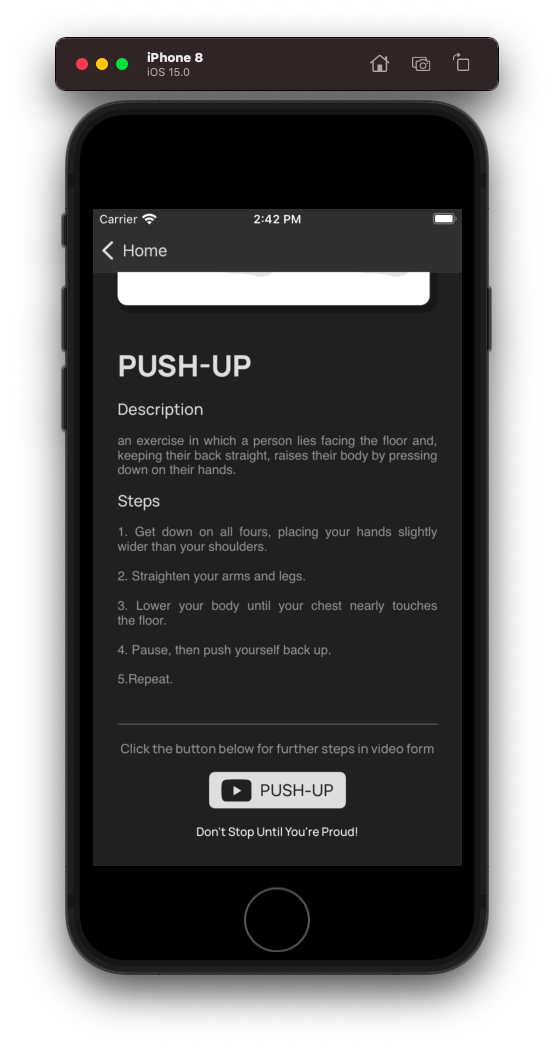 iPhone 8
iOS 15.0
Carrier 2:42 PM
Home
PUSH-UP
Description
an exercise in which a person lies facing the floor and,
keeping their back straight, raises their body by pressing
down on their hands.
Steps
1. Get down on all fours, placing your hands slightly
wider than your shoulders.
2. Straighten your arms and legs.
3. Lower your body until your chest nearly touches
the floor.
4. Pause, then push yourself back up.
5.Repeat.
Click the button below for further steps in video form
PUSH-UP
Don't Stop Until You're Proud!